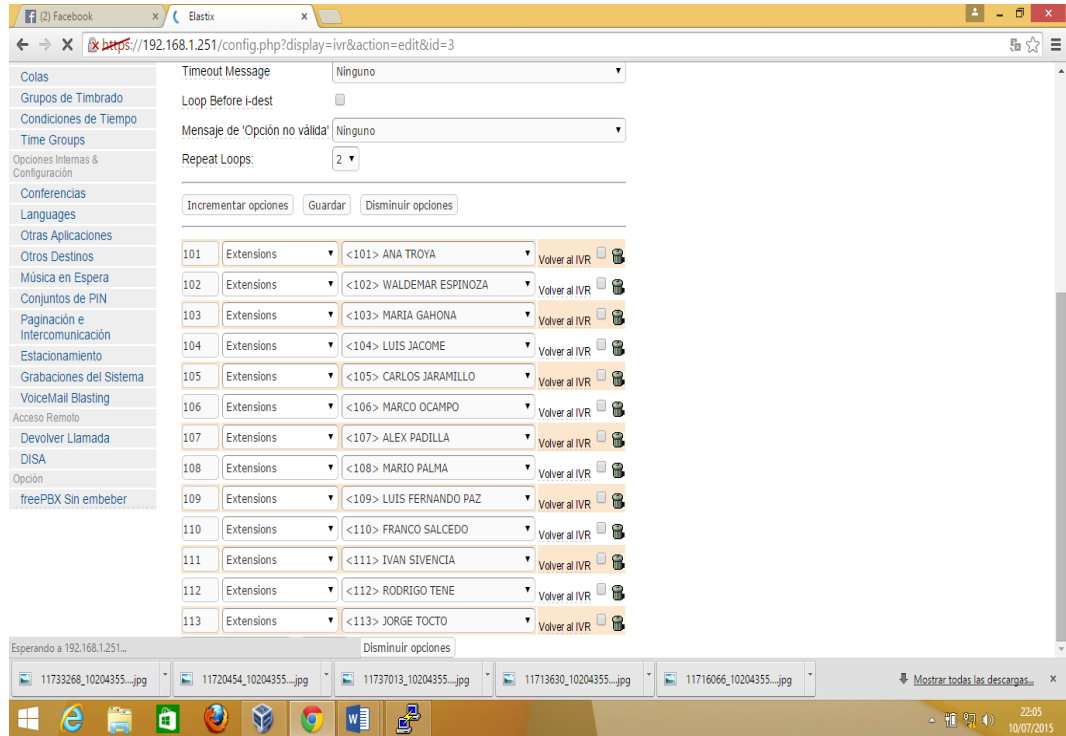 (2) Facebook
Elastix
https://192.168.1.251/config.php?display=ivr&action=edit&id=3
Colas
Grupos de Timbrado
Condiciones de Tiempo
Time Groups
Opciones Internas &
Configuración
Conferencias
Languages
Otras Aplicaciones
Otros Destinos
Música en Espera
Conjuntos de PIN
Paginación e
Intercomunicación
Estacionamiento
Grabaciones del Sistema
VoiceMail Blasting
Acceso Remoto
Devolver Llamada
DISA
Opción
freePBX Sin embeber
Timeout Message Ninguno
Loop Before i-dest
Mensaje de 'Opción no válida' Ninguno
Repeat Loops: 2
Incrementar opciones Guardar Disminuir opciones
101 Extensions <101> ANA TROYA Volver al IVR
102 Extensions <102> WALDEMAR ESPINOZA Volver al IVR
103 Extensions <103> MARIA GAHONA Volver al IVR
104 Extensions <104> LUIS JACOME Volver al IVR
105 Extensions <105> CARLOS JARAMILLO Volver al IVR
106 Extensions <106> MARCO OCAMPO Volver al IVR
107 Extensions <107> ALEX PADILLA Volver al IVR
108 Extensions <108> MARIO PALMA Volver al IVR
109 Extensions <109> LUIS FERNANDO PAZ Volver al IVR
110 Extensions <110> FRANCO SALCEDO Volver al IVR
111 Extensions <111> IVAN SIVENCIA Volver al IVR
112 Extensions <112> RODRIGO TENE Volver al IVR
113 Extensions <113> JORGE TOCTO Volver al IVR
Disminuir opciones
Esperando a 192.168.1.251...
11733268_10204355....jpg 11720454_10204355....jpg 11737013_10204355....jpg 11713630_10204355....jpg 11716066_10204355....jpg Mostrar todas las descargas...
22:05
10/07/2015